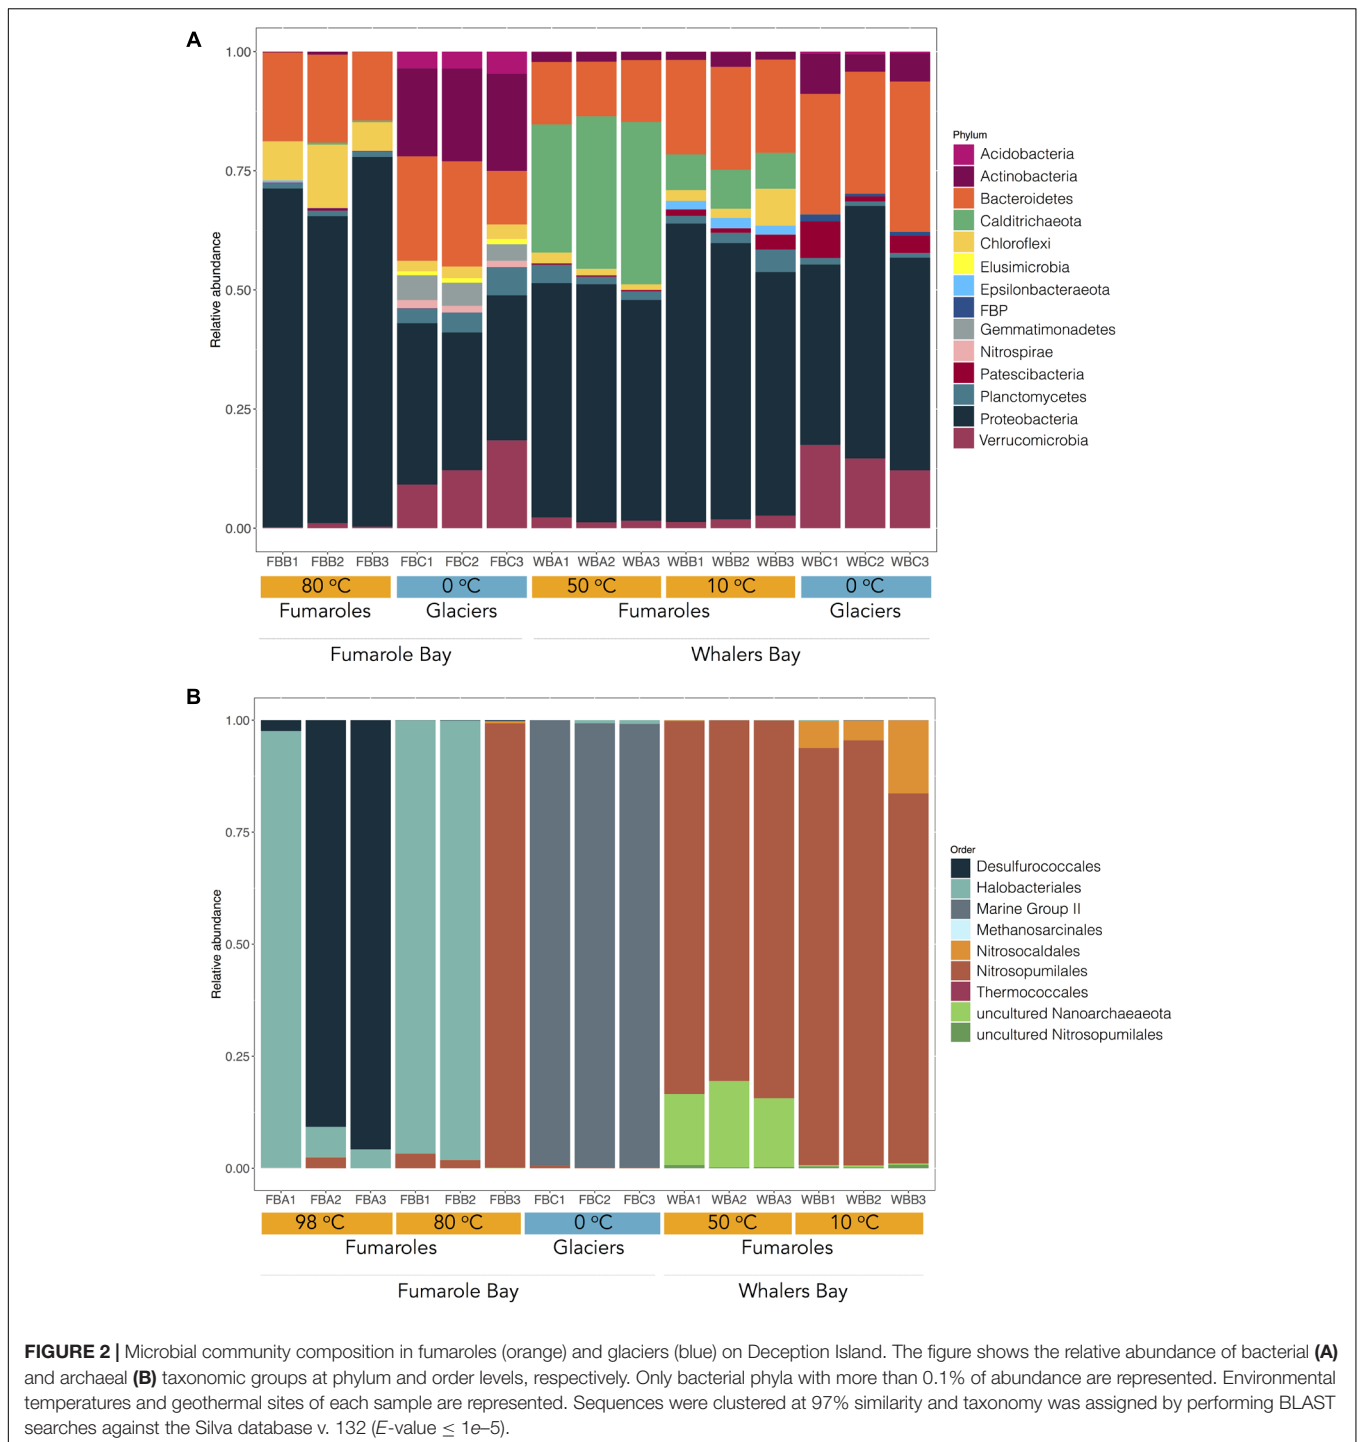 A
1.00
0.75
0.50
0.25
0.00
Relative abundance
FBB1 FBB2 FBB3 FBC1 FBC2 FBC3 WBA1 WBA2 WBA3 WBB1 WBB2 WBB3 WBC1 WBC2 WBC3
80 °C 0 °C 50 °C 10 °C 0 °C
Fumaroles Glaciers Fumaroles Glaciers
Fumarole Bay Whalers Bay
Phylum
Acidobacteria
Actinobacteria
Bacteroidetes
Calditrichaeota
Chloroflexi
Elusimicrobia
Epsilonbacteraeota
FBP
Gemmatimonadetes
Nitrospirae
Patescibacteria
Planctomycetes
Proteobacteria
Verrucomicrobia
B
1.00
0.75
0.50
0.25
0.00
Relative abundance
FBA1 FBA2 FBA3 FBB1 FBB2 FBB3 FBC1 FBC2 FBC3 WBA1 WBA2 WBA3 WBB1 WBB2 WBB3
98 °C 80 °C 0 °C 50 °C 10 °C
Fumaroles Glaciers Fumaroles
Fumarole Bay Whalers Bay
Order
Desulfurococcales
Halobacteriales
Marine Group II
Methanosarcinales
Nitrosocaldales
Nitrosopumilales
Thermococcales
uncultured Nanoarchaeaeota
uncultured Nitrosopumilales
FIGURE 2 | Microbial community composition in fumaroles (orange) and glaciers (blue) on Deception Island. The figure shows the relative abundance of bacterial (A)
and archaeal (B) taxonomic groups at phylum and order levels, respectively. Only bacterial phyla with more than 0.1% of abundance are represented. Environmental
temperatures and geothermal sites of each sample are represented. Sequences were clustered at 97% similarity and taxonomy was assigned by performing BLAST
searches against the Silva database v. 132 (E-value ≤ 1e–5).